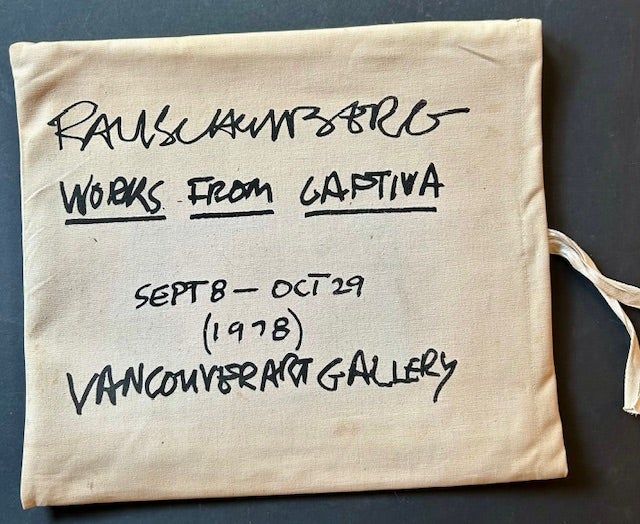 RAUSCHENBERG
WORKS FROM CAPTIVA
SEPT 8 – OCT 29
(1978)
VANCOUVER ART GALLERY